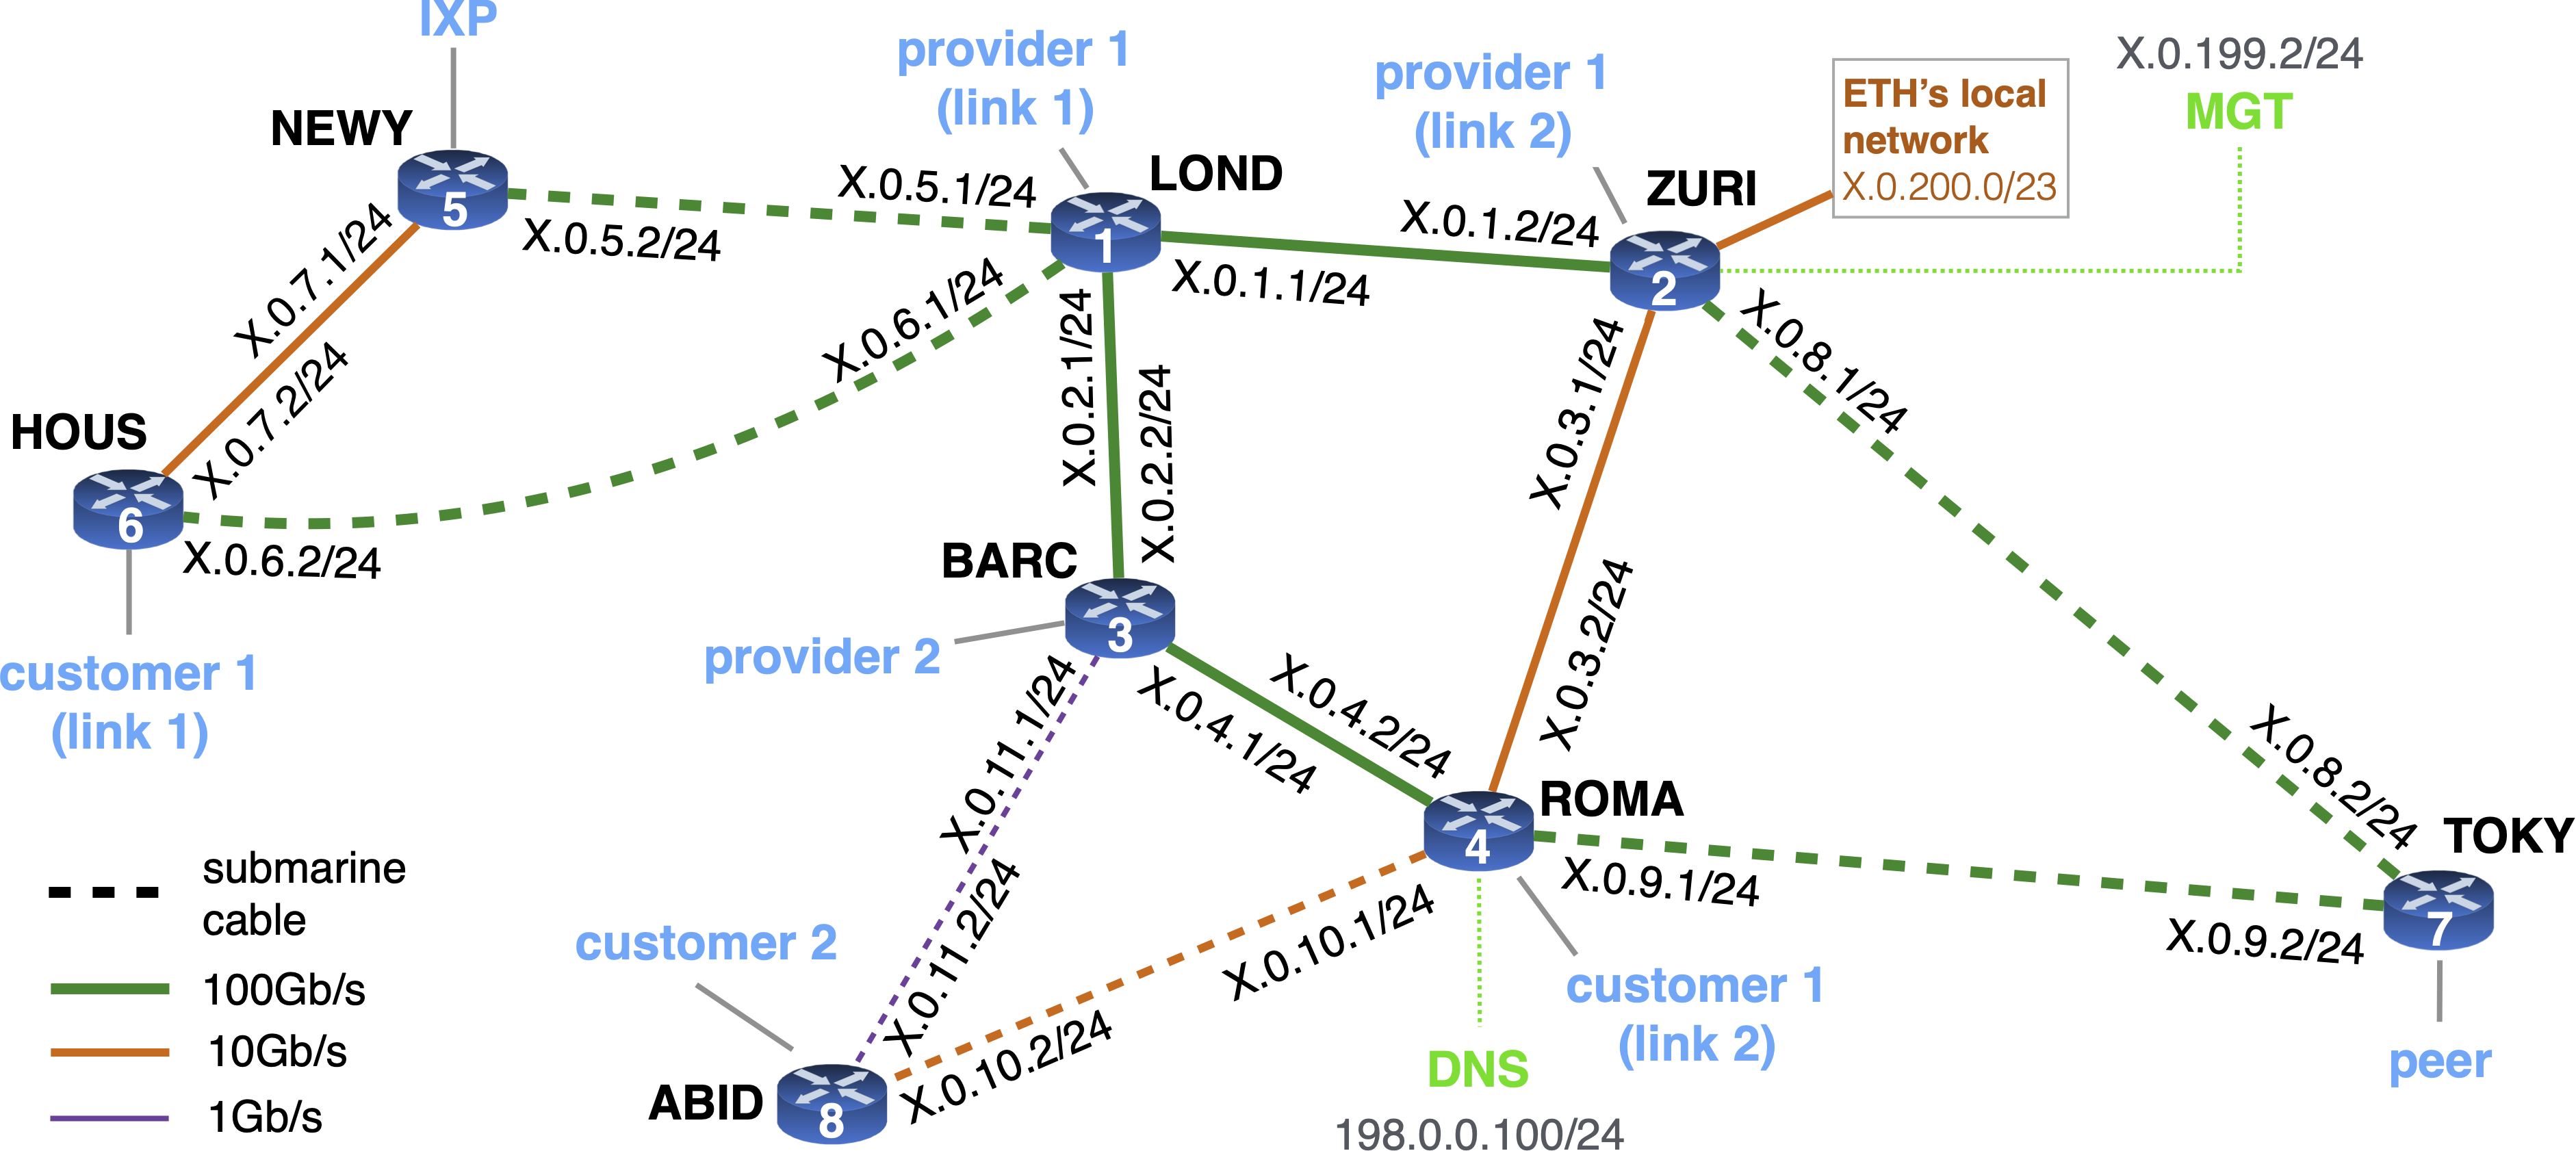 IXP
provider 1
(link 1)
provider 1
(link 2)
X.0.199.2/24
MGT
ETH's local
network
X.0.200.0/23
NEWY
5
X.0.5.1/24
X.0.5.2/24
LOND
1
X.0.1.2/24
X.0.1.1/24
ZURI
2
X.0.7.1/24
X.0.7.2/24
X.0.6.1/24
X.0.2.1/24
X.0.2.2/24
X.0.3.1/24
X.0.3.2/24
X.0.8.1/24
X.0.8.2/24
HOUS
6
X.0.6.2/24
customer 1
(link 1)
BARC
3
provider 2
X.0.11.1/24
X.0.11.2/24
X.0.4.2/24
X.0.4.1/24
ROMA
4
X.0.9.1/24
X.0.9.2/24
TOKY
7
peer
X.0.10.1/24
X.0.10.2/24
customer 1
(link 2)
customer 2
ABID
8
DNS
198.0.0.100/24
submarine
cable
100Gb/s
10Gb/s
1Gb/s